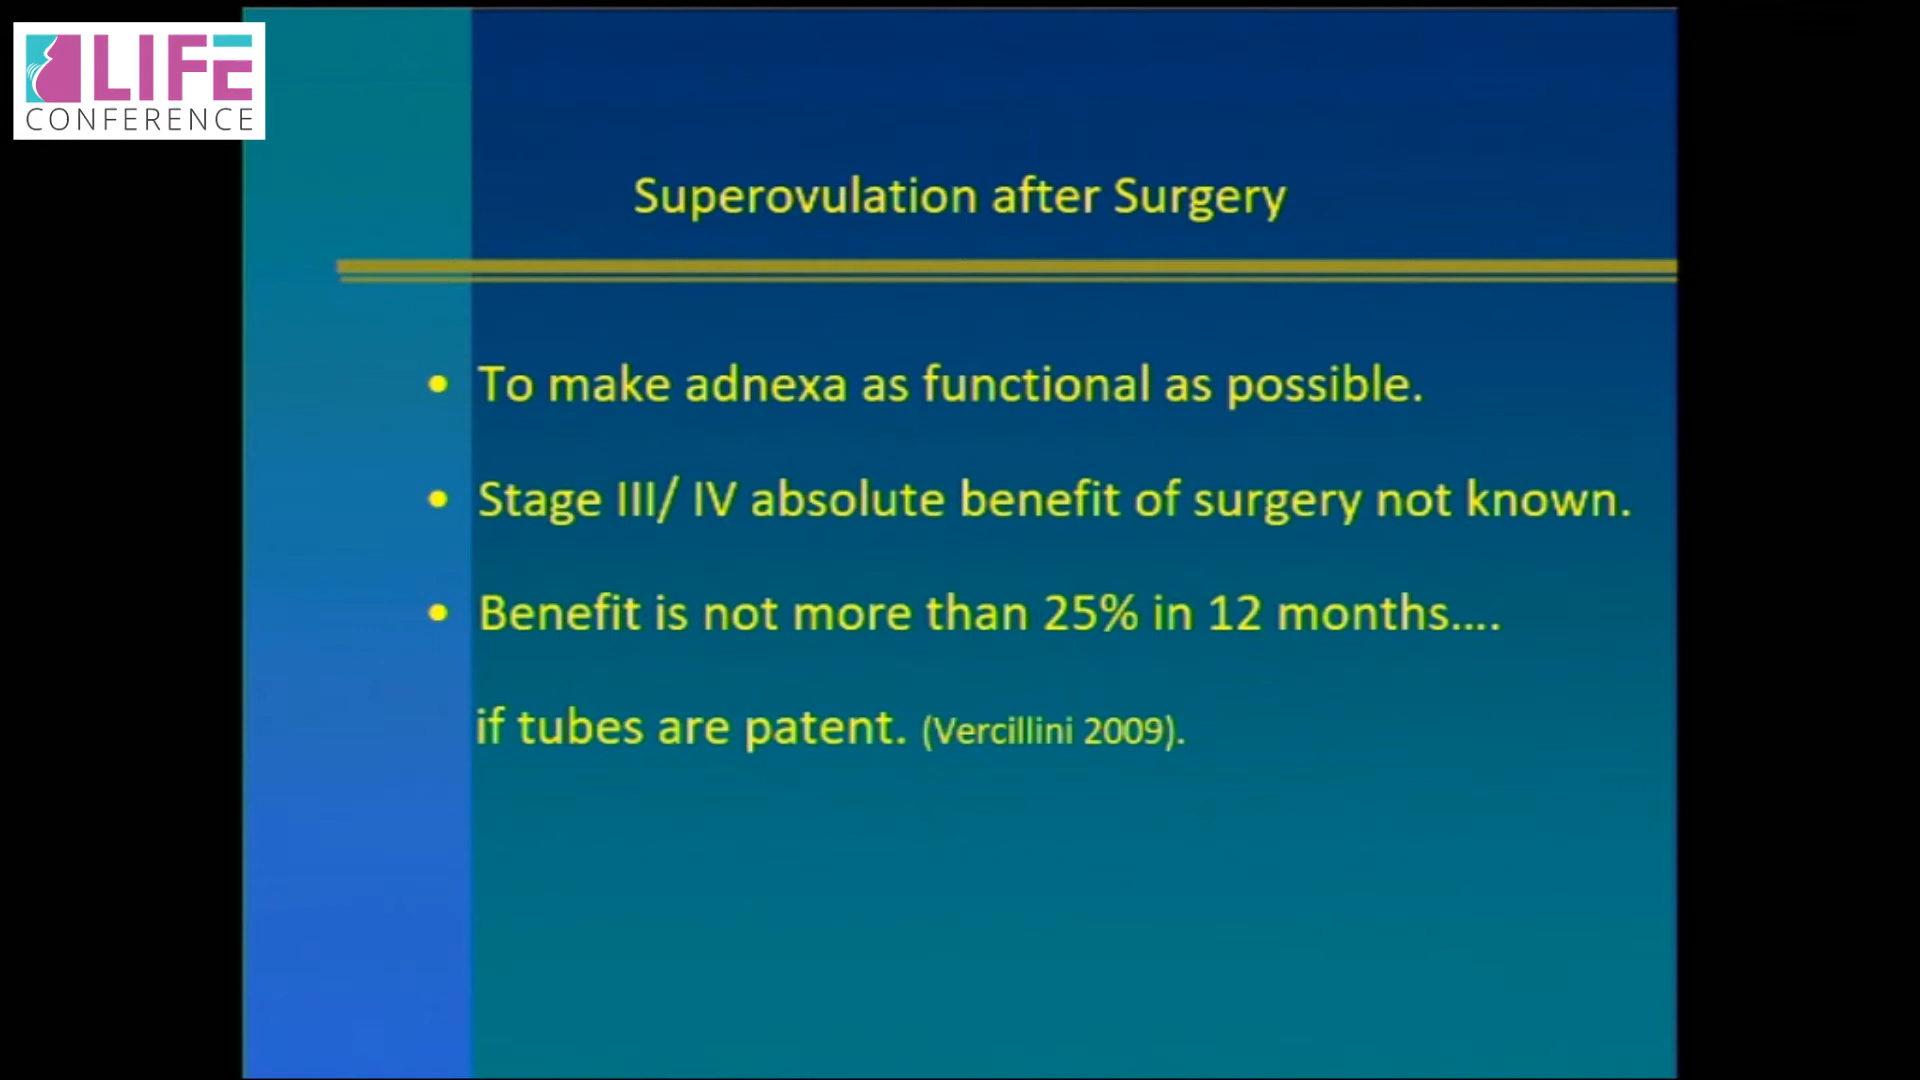 LIFE
CONFERENCE
Superovulation after Surgery
• To make adnexa as functional as possible.
• Stage III/ IV absolute benefit of surgery not known.
• Benefit is not more than 25% in 12 months....
if tubes are patent. (Vercillini 2009).